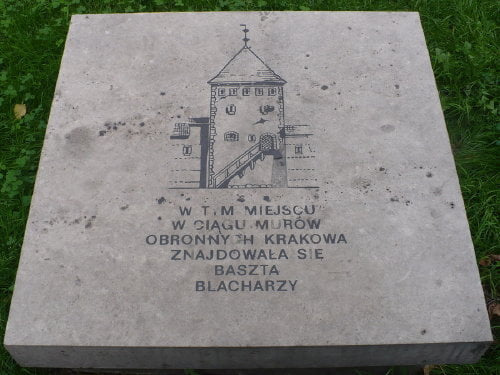 W TYM MIEJSCU
W CIĄGU MURÓW
OBRONNYCH KRAKOWA
ZNAJDOWAŁA SIĘ
BASZTA
BLACHARZY